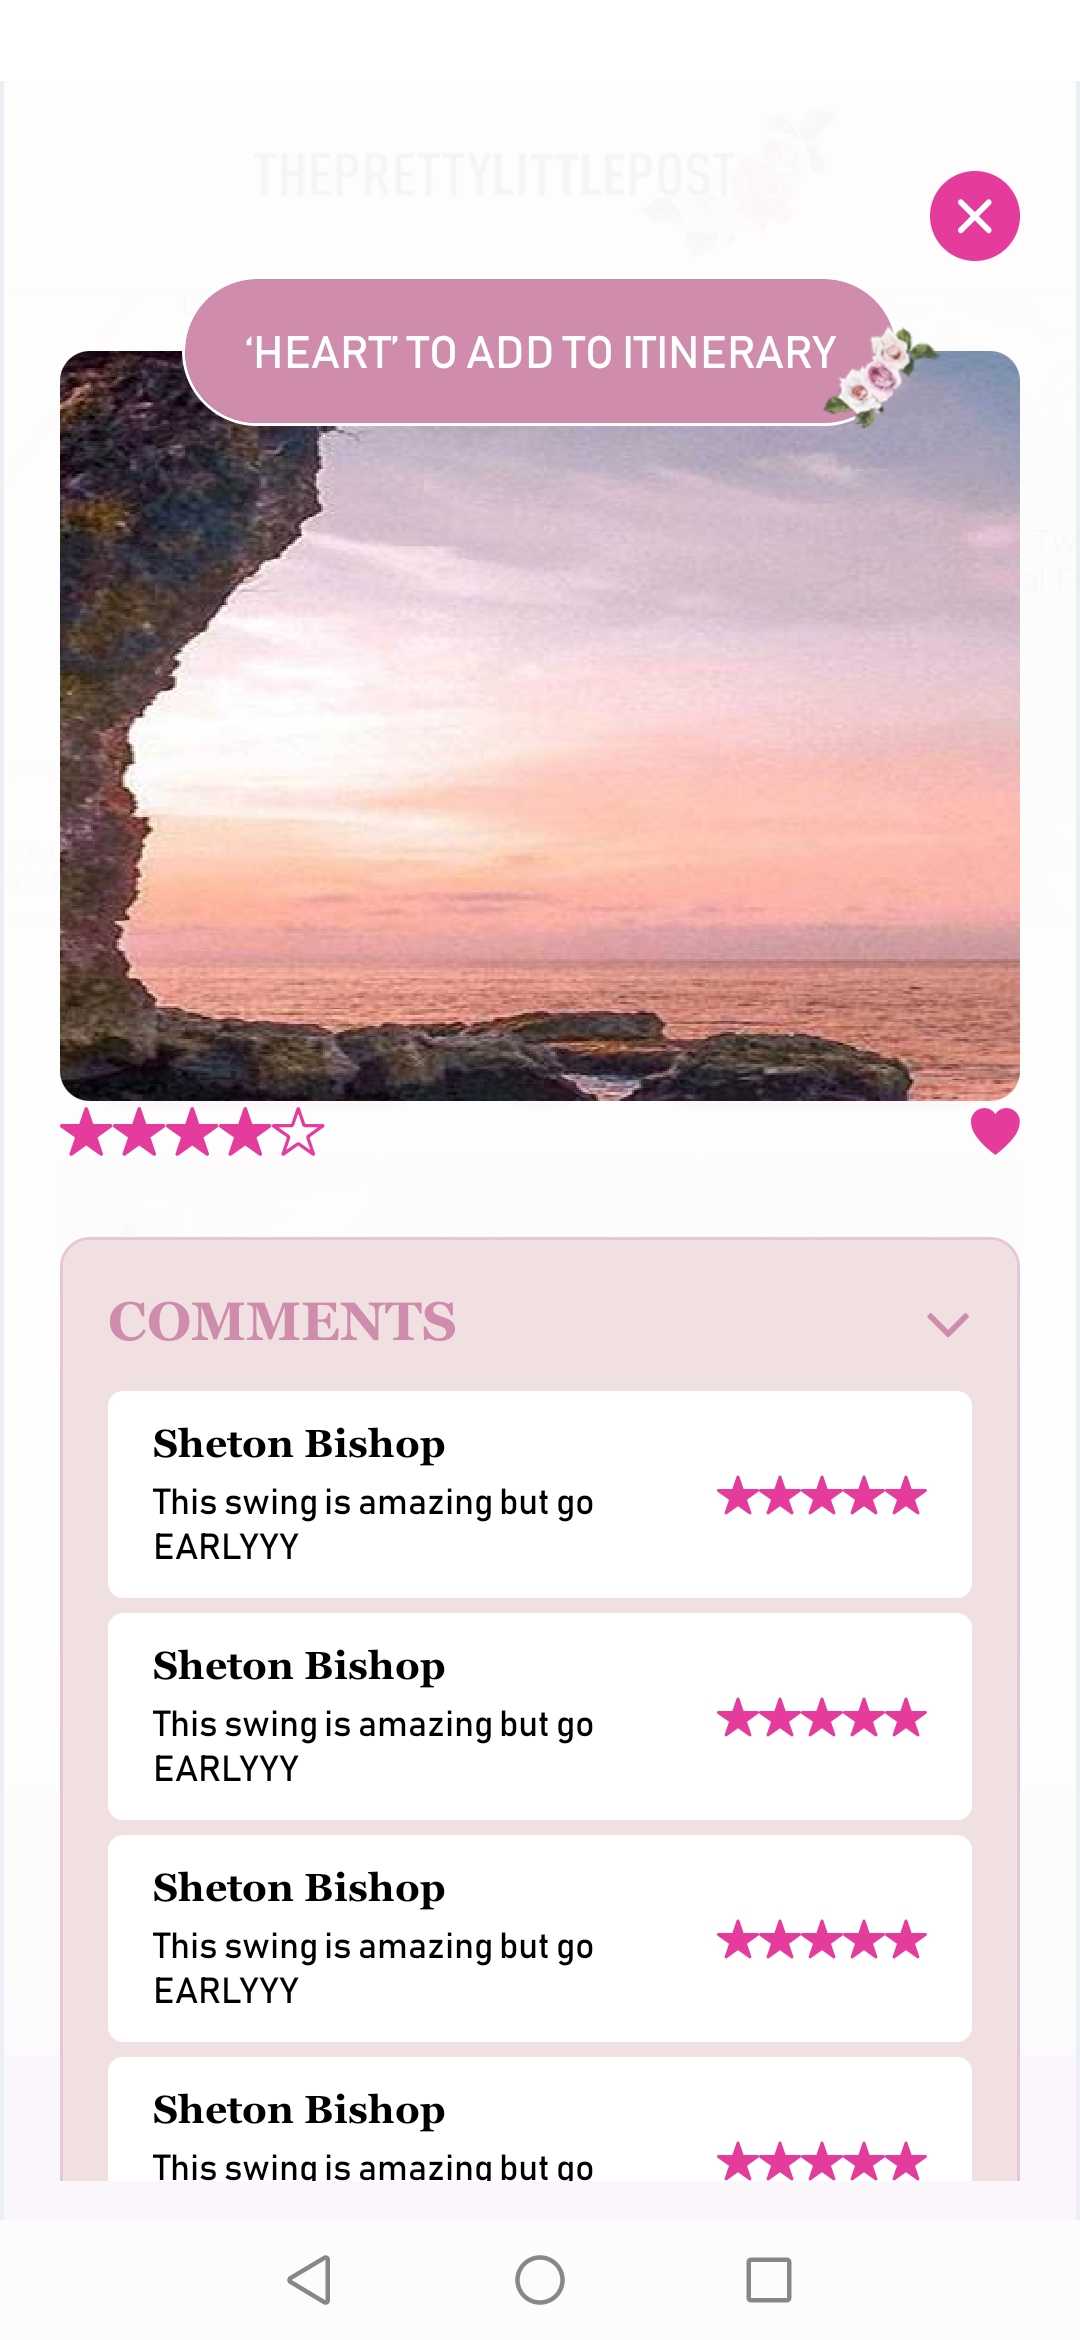 THEPRETTYLITTLEPOST
‘HEART’ TO ADD TO ITINERARY
COMMENTS
Sheton Bishop
This swing is amazing but go
EARLYYY
Sheton Bishop
This swing is amazing but go
EARLYYY
Sheton Bishop
This swing is amazing but go
EARLYYY
Sheton Bishop
This swing is amazing but go